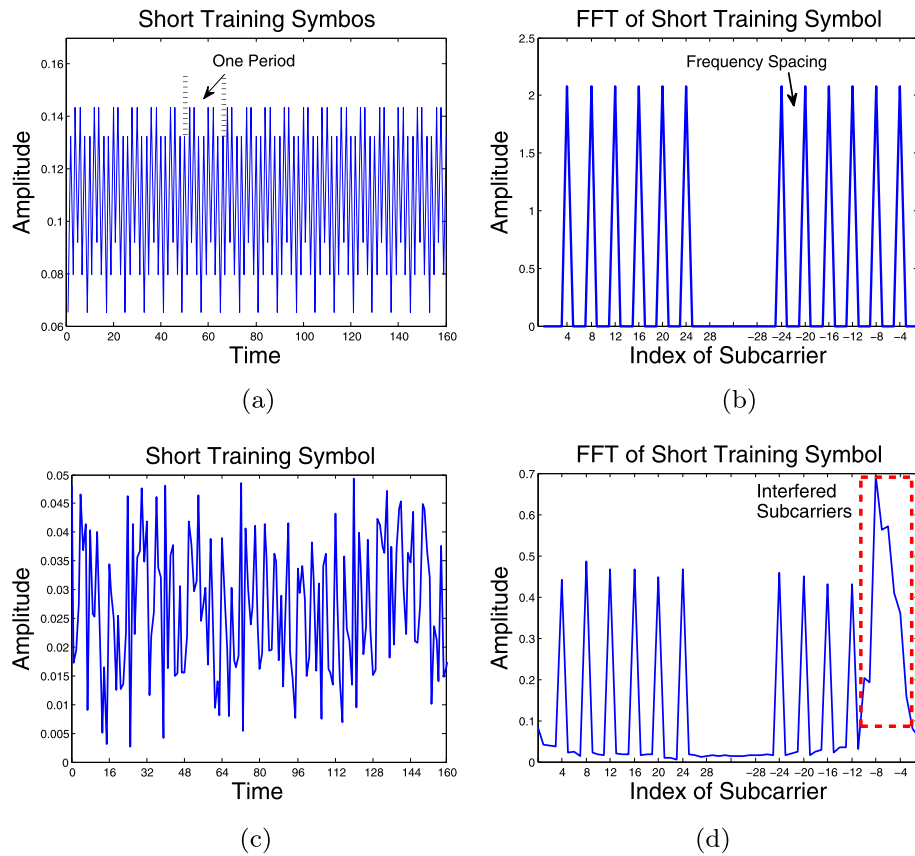 Short Training Symbos
0.16
0.14
0.12
0.1
0.08
0.06
Amplitude
One Period
0 20 40 60 80 100 120 140 160
Time
(a)
FFT of Short Training Symbol
2.5
2
1.5
1
0.5
0
Amplitude
Frequency Spacing
4 8 12 16 20 24 28 −28 −24 −20 −16 −12 −8 −4
Index of Subcarrier
(b)
Short Training Symbol
0.05
0.045
0.04
0.035
0.03
0.025
0.02
0.015
0.01
0.005
0
Amplitude
0 16 32 48 64 80 96 112 128 144 160
Time
(c)
FFT of Short Training Symbol
0.7
0.6
0.5
0.4
0.3
0.2
0.1
0
Amplitude
Interfered
Subcarriers
4 8 12 16 20 24 28 −28 −24 −20 −16 −12 −8 −4
Index of Subcarrier
(d)